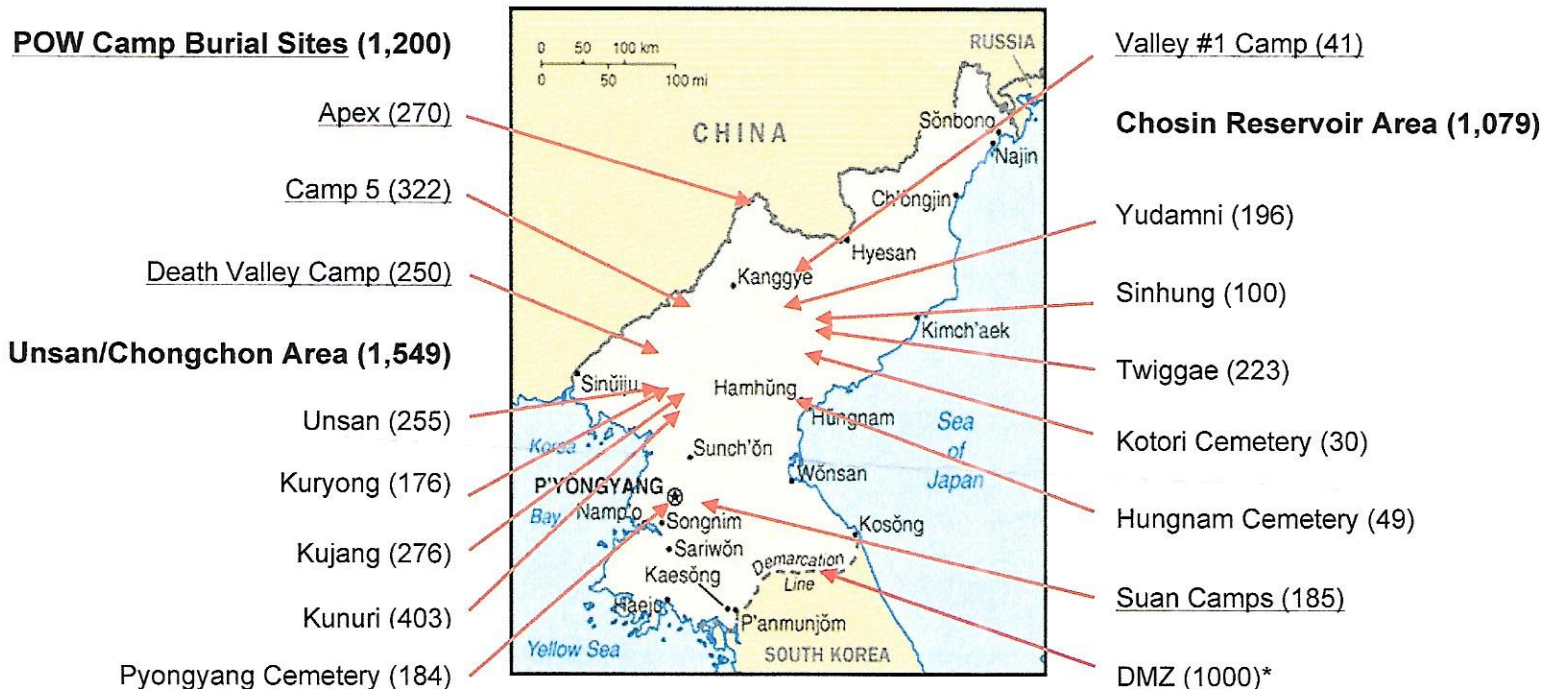 POW Camp Burial Sites (1,200)
Apex (270)
Camp 5 (322)
Death Valley Camp (250)
Unsan/Chongchon Area (1,549)
Unsan (255)
Kuryong (176)
Kujang (276)
Kunuri (403)
Pyongyang Cemetery (184)
0 50 100 km
0 50 100 mi
RUSSIA
CHINA
Sŏnbong
Najin
Ch'ŏngjin
Hyesan
Kanggye
Kimch'aek
Sinŭiju
Hamhŭng
Hŭngnam
Sea
of
Japan
Korea
Bay
Sunch'ŏn
P'YŎNGYANG
Wŏnsan
Namp'o
Songnim
Kosŏng
Sariwŏn
Demarcation
Line
Kaesŏng
Haeju
P'anmunjŏm
Yellow Sea
SOUTH KOREA
Valley #1 Camp (41)
Chosin Reservoir Area (1,079)
Yudamni (196)
Sinhung (100)
Twiggae (223)
Kotori Cemetery (30)
Hungnam Cemetery (49)
Suan Camps (185)
DMZ (1000)*